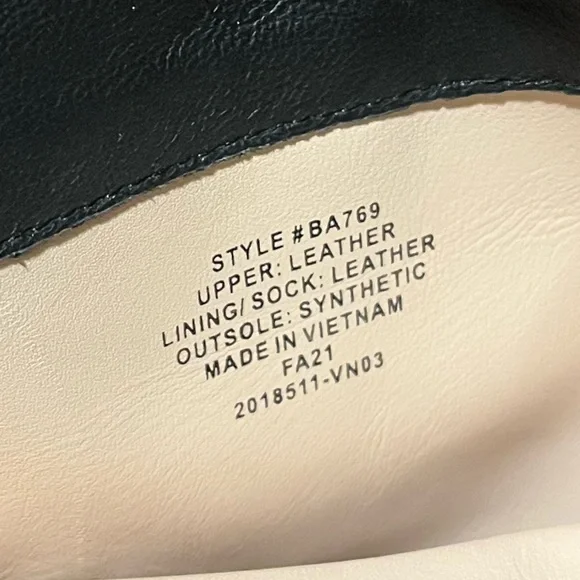 STYLE #BA769
UPPER: LEATHER
LINING/ SOCK: LEATHER
OUTSOLE: SYNTHETIC
MADE IN VIETNAM
FA21
2018511-VN03